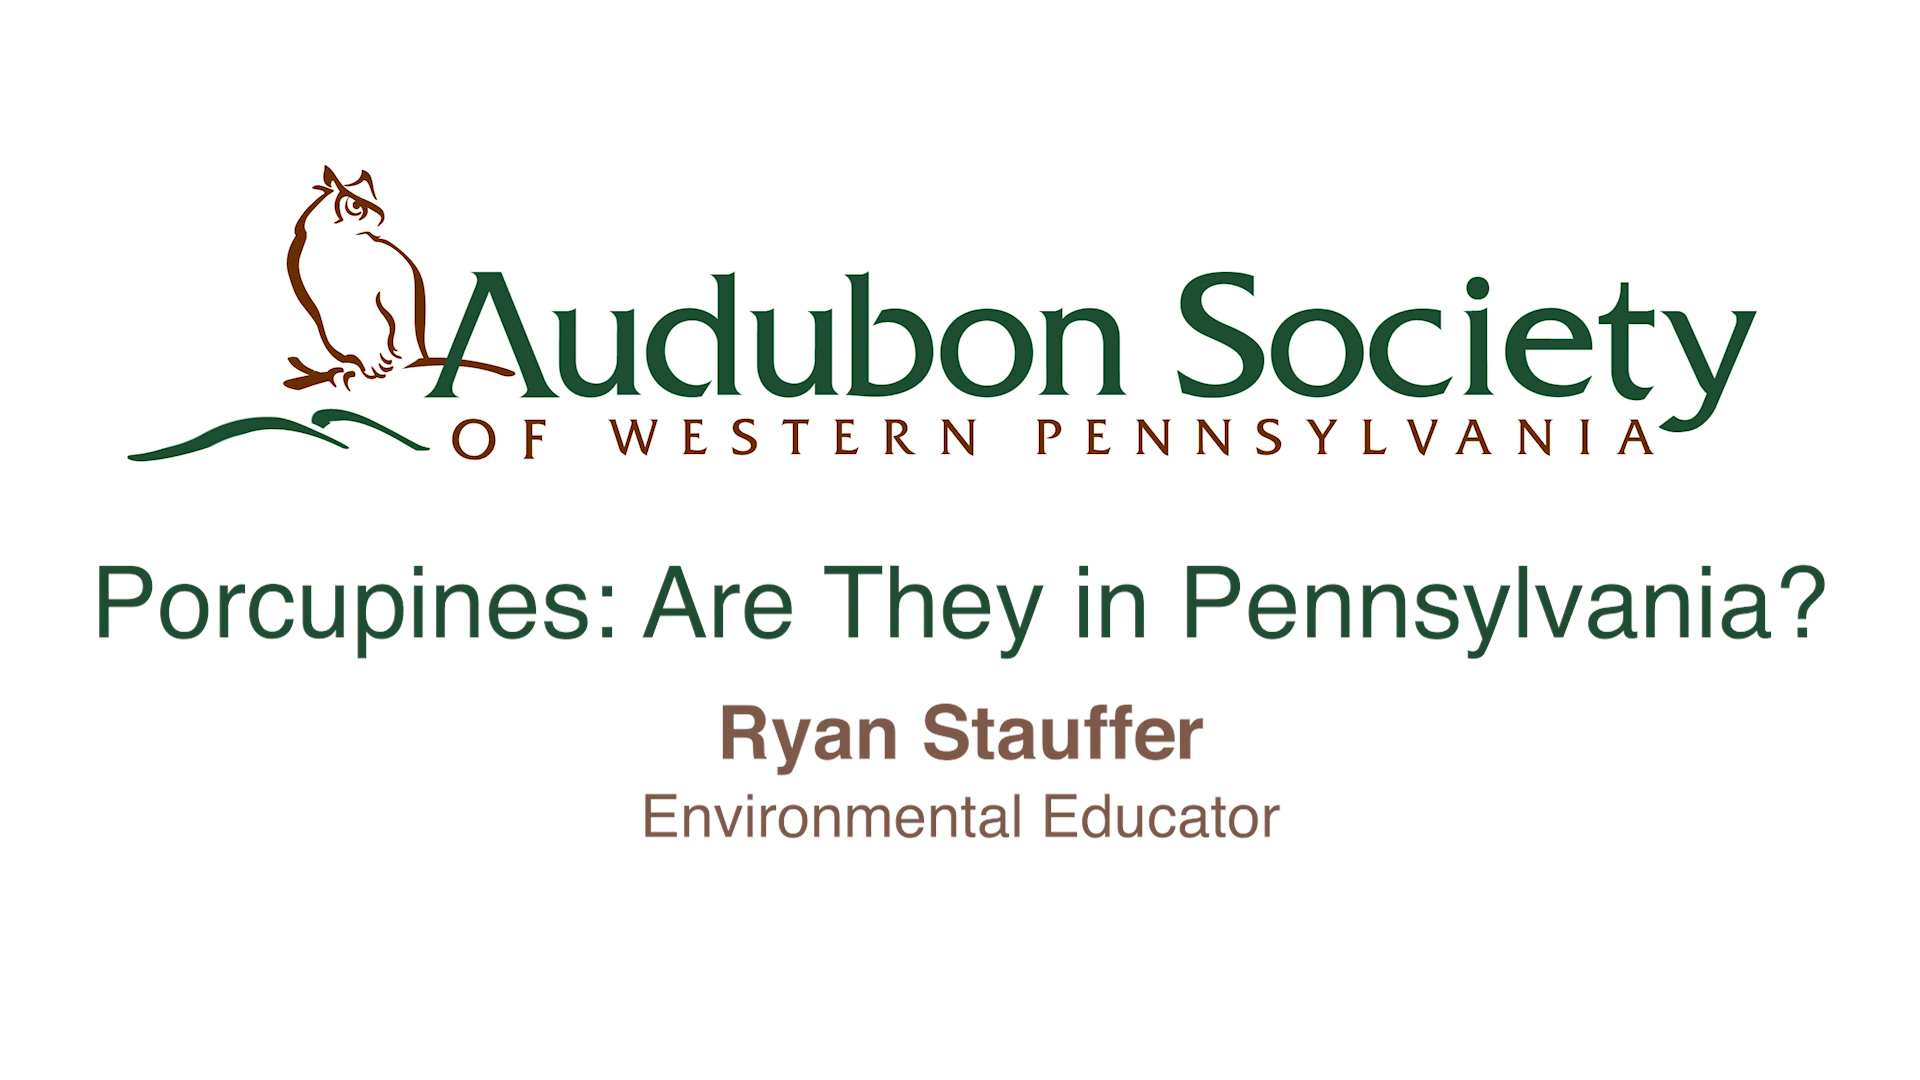 Audubon Society
OF WESTERN PENNSYLVANIA
Porcupines: Are They in Pennsylvania?
Ryan Stauffer
Environmental Educator